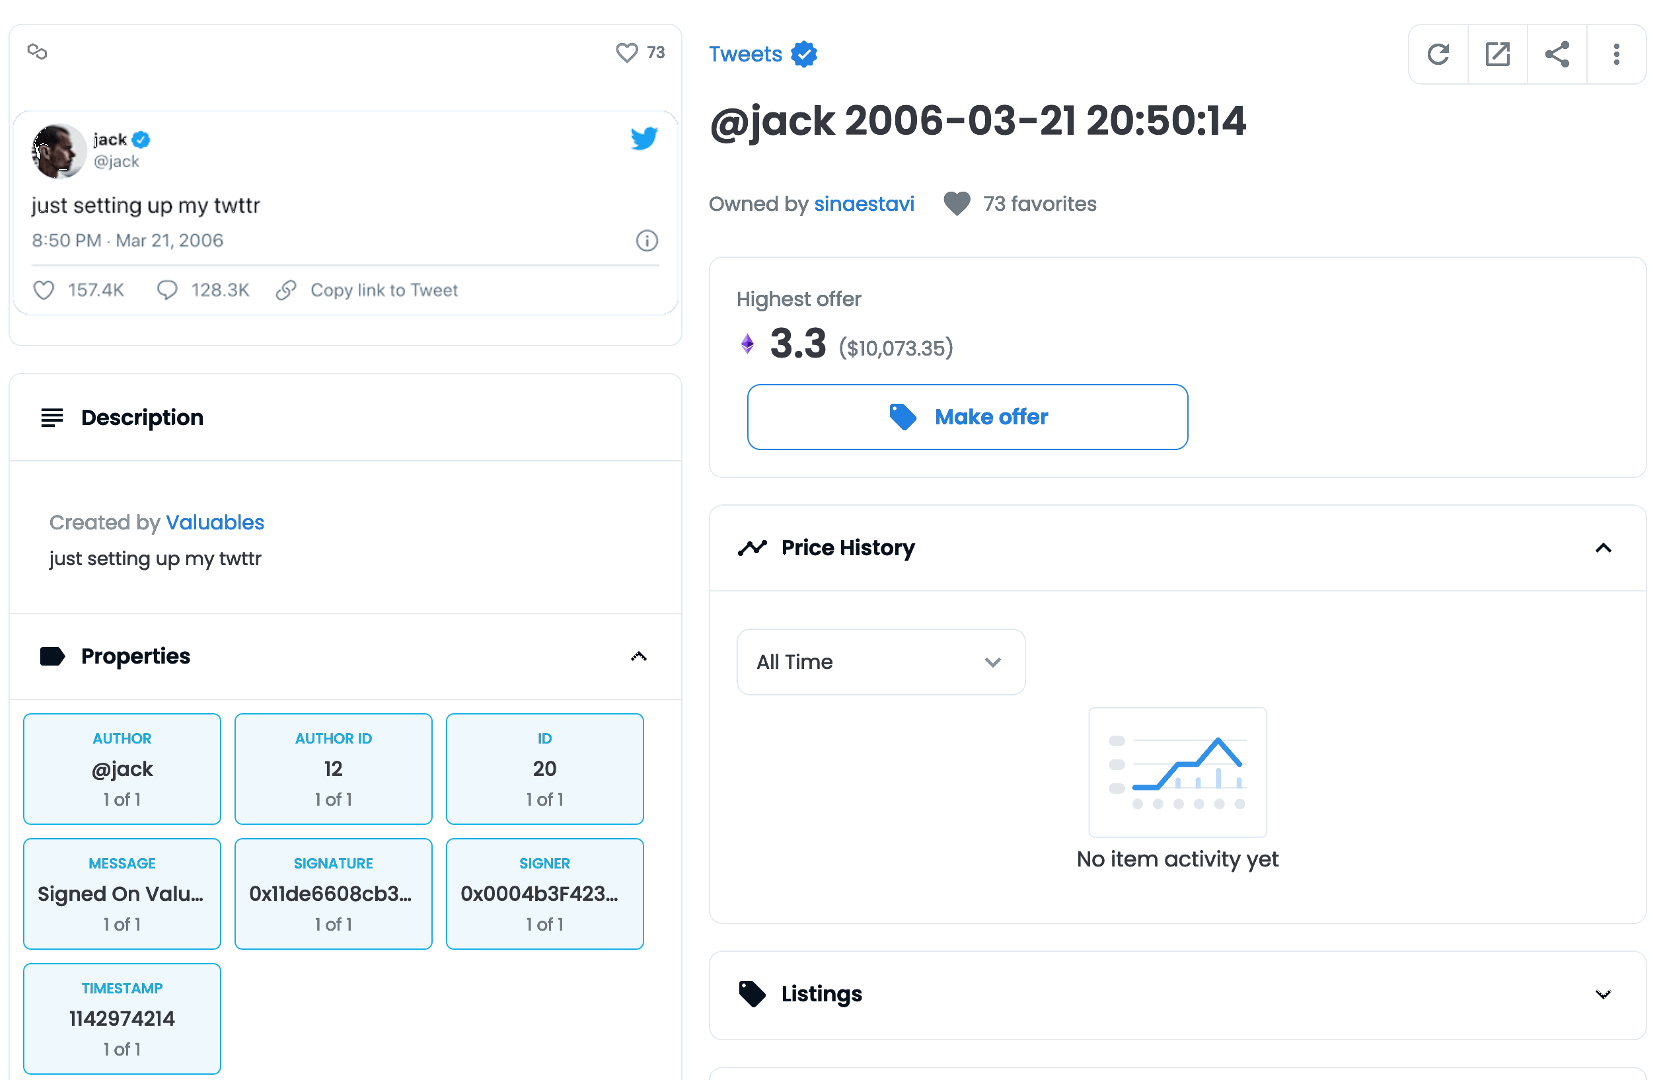 73
jack
@jack
just setting up my twttr
8:50 PM · Mar 21, 2006
157.4K 128.3K Copy link to Tweet
Description
Created by Valuables
just setting up my twttr
Properties
AUTHOR
@jack
1 of 1
AUTHOR ID
12
1 of 1
ID
20
1 of 1
MESSAGE
Signed On Valu...
1 of 1
SIGNATURE
0x11de6608cb3...
1 of 1
SIGNER
0x0004b3F423...
1 of 1
TIMESTAMP
1142974214
1 of 1
Tweets
@jack 2006-03-21 20:50:14
Owned by sinaestavi 73 favorites
Highest offer
3.3 ($10,073.35)
Make offer
Price History
All Time
No item activity yet
Listings